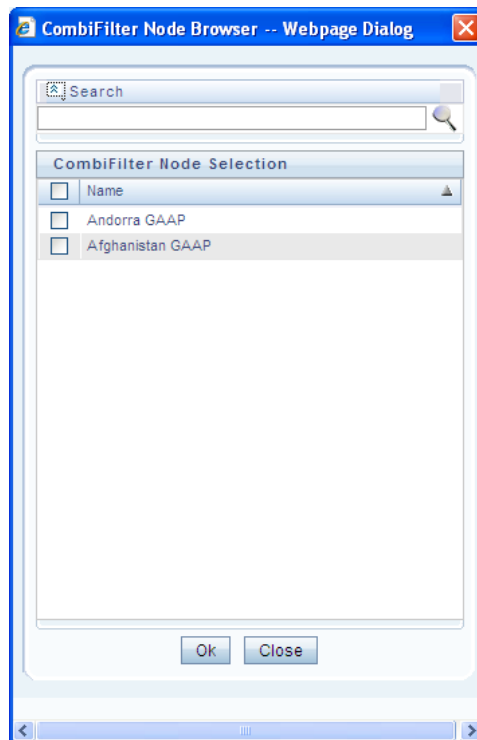 CombiFilter Node Browser -- Webpage Dialog
Search
CombiFilter Node Selection
Name
Andorra GAAP
Afghanistan GAAP
Ok Close